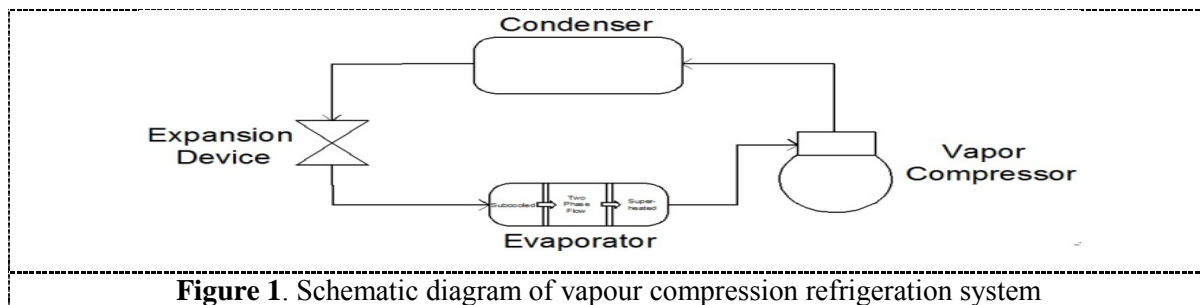 Condenser
Expansion
Device
Vapor
Compressor
Subcooled
Two
Phase
Flow
Super-
heated
Evaporator
Figure 1. Schematic diagram of vapour compression refrigeration system